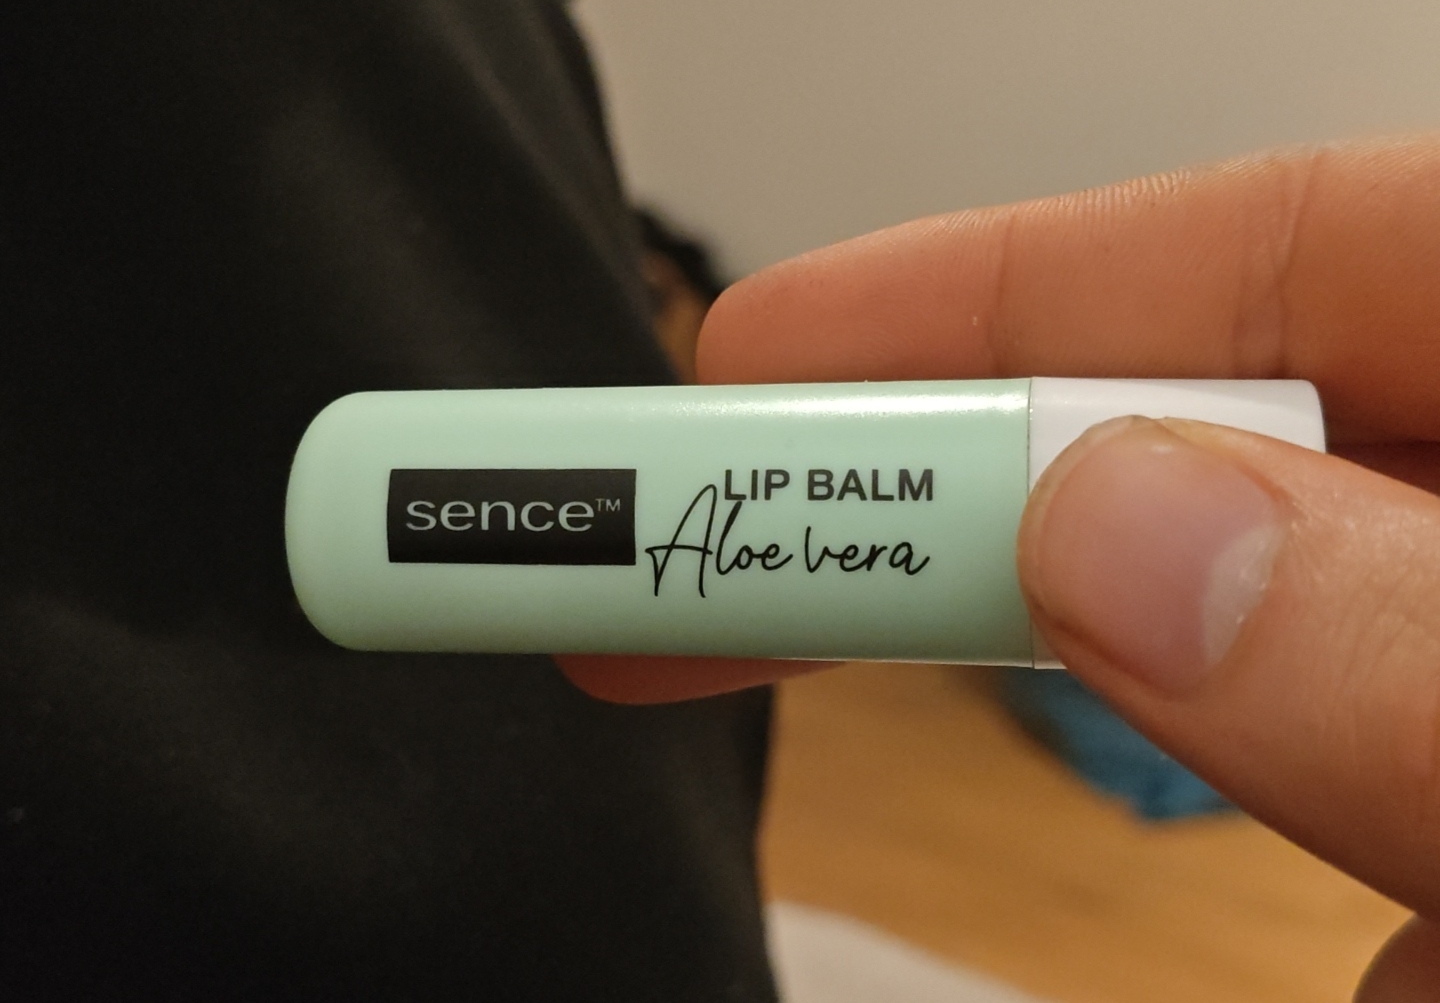 sence™
LIP BALM
Aloe vera